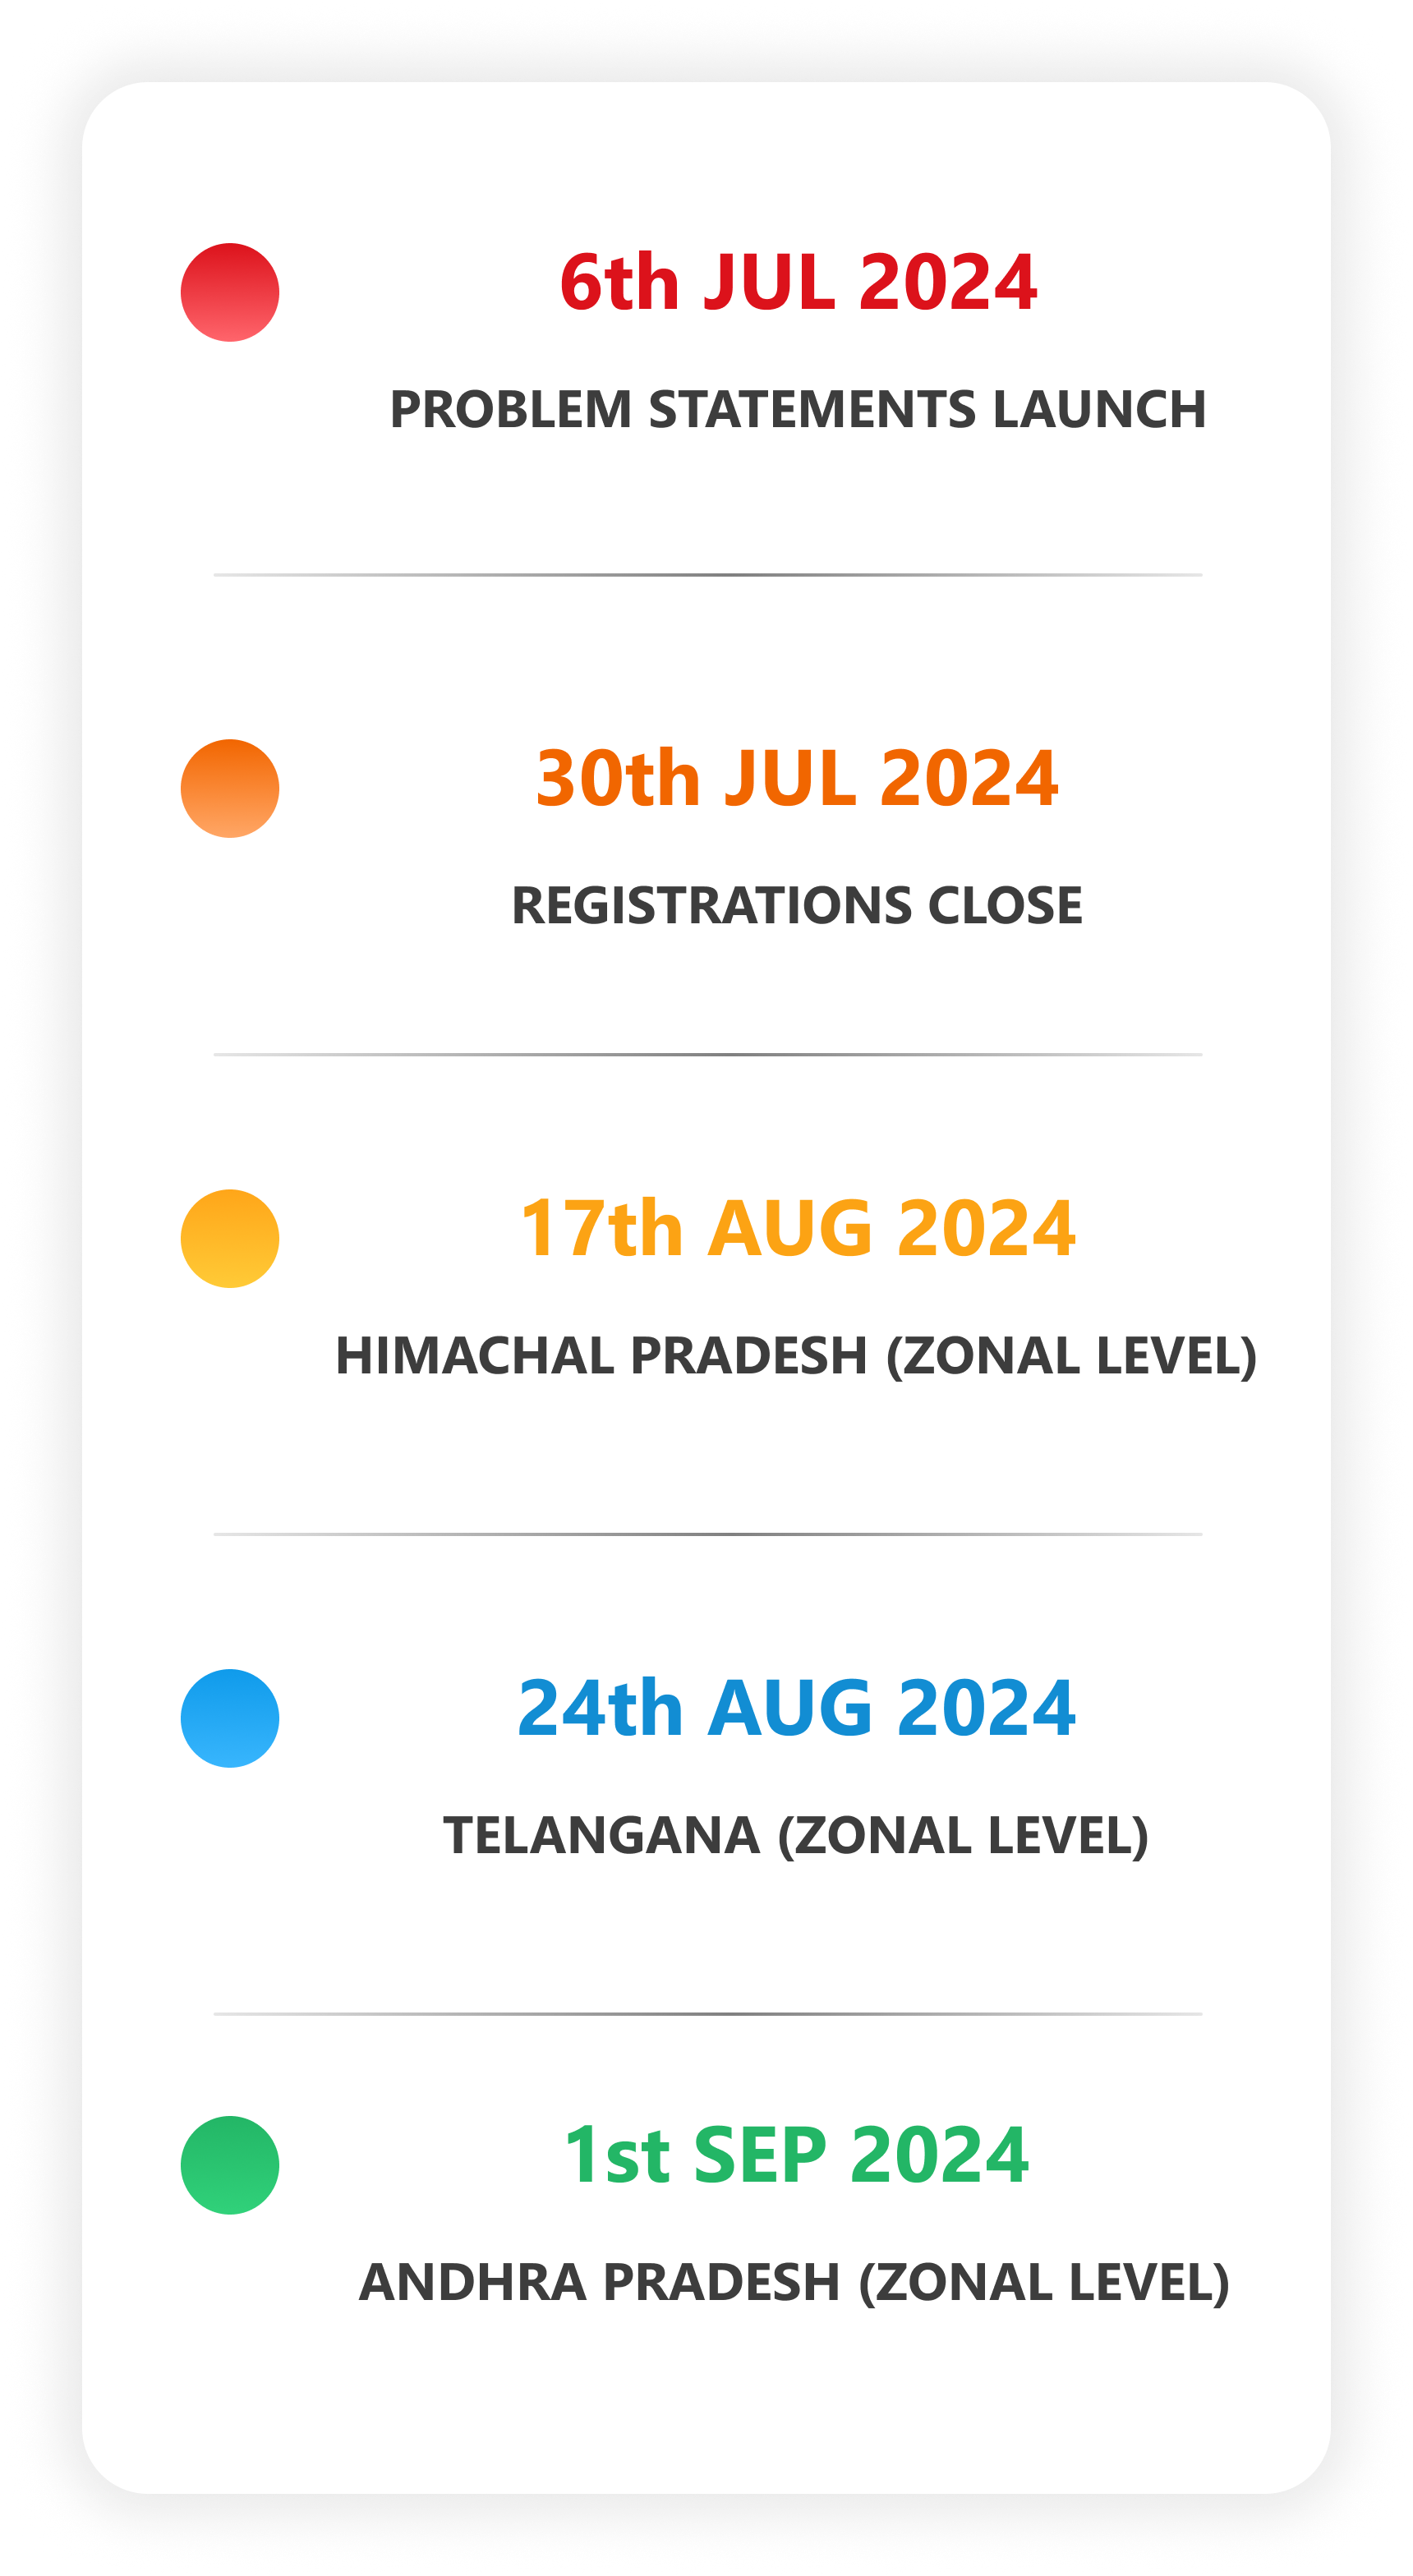 6th JUL 2024
PROBLEM STATEMENTS LAUNCH
30th JUL 2024
REGISTRATIONS CLOSE
17th AUG 2024
HIMACHAL PRADESH (ZONAL LEVEL)
24th AUG 2024
TELANGANA (ZONAL LEVEL)
1st SEP 2024
ANDHRA PRADESH (ZONAL LEVEL)